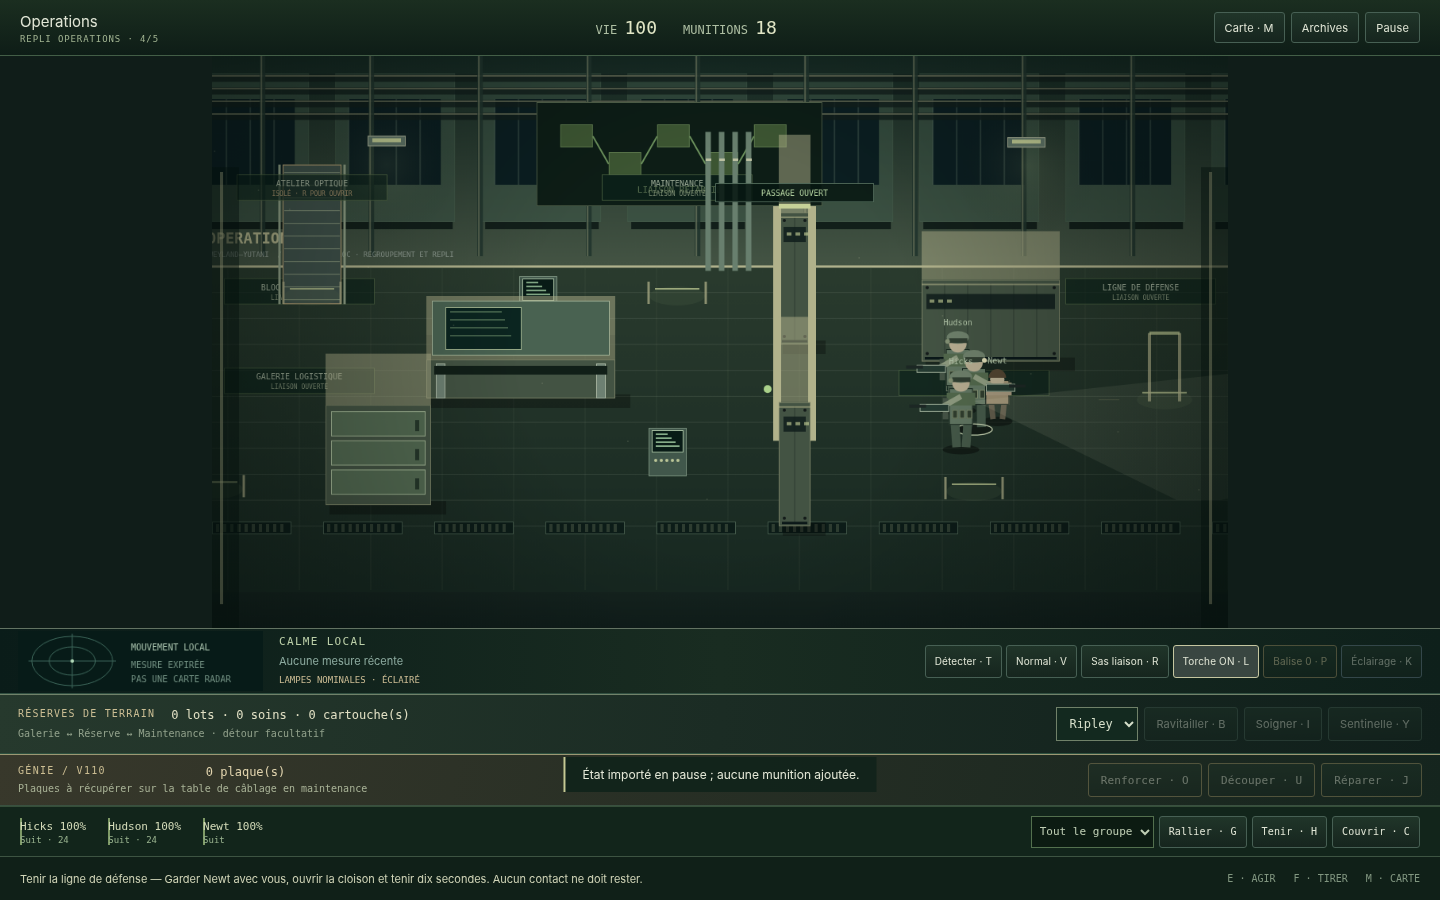 Operations
REPLI OPERATIONS · 4/5
VIE 100 MUNITIONS 18
Carte · M
Archives
Pause
ATELIER OPTIQUE
ISOLÉ · R POUR OUVRIR
MAINTENANCE
LIAISON OUVERTE
PASSAGE OUVERT
OPERATIO
WEYLAND-YUTANI
OC · REGROUPEMENT ET REPLI
BLOC
LI
LIGNE DE DÉFENSE
LIAISON OUVERTE
Hudson
Hicks
Newt
GALERIE LOGISTIQUE
LIAISON OUVERTE
MOUVEMENT LOCAL
MESURE EXPIRÉE
PAS UNE CARTE RADAR
CALME LOCAL
Aucune mesure récente
LAMPES NOMINALES · ÉCLAIRÉ
Détecter · T
Normal · V
Sas liaison · R
Torche ON · L
Balise 0 · P
Éclairage · K
RÉSERVES DE TERRAIN 0 lots · 0 soins · 0 cartouche(s)
Galerie ↔ Réserve ↔ Maintenance · détour facultatif
Ripley
Ravitailler · B
Soigner · I
Sentinelle · Y
GÉNIE / V110 0 plaque(s)
Plaques à récupérer sur la table de câblage en maintenance
État importé en pause ; aucune munition ajoutée.
Renforcer · O
Découper · U
Réparer · J
Hicks 100%
Suit · 24
Hudson 100%
Suit · 24
Newt 100%
Suit
Tout le groupe
Rallier · G
Tenir · H
Couvrir · C
Tenir la ligne de défense — Garder Newt avec vous, ouvrir la cloison et tenir dix secondes. Aucun contact ne doit rester.
E · AGIR F · TIRER M · CARTE